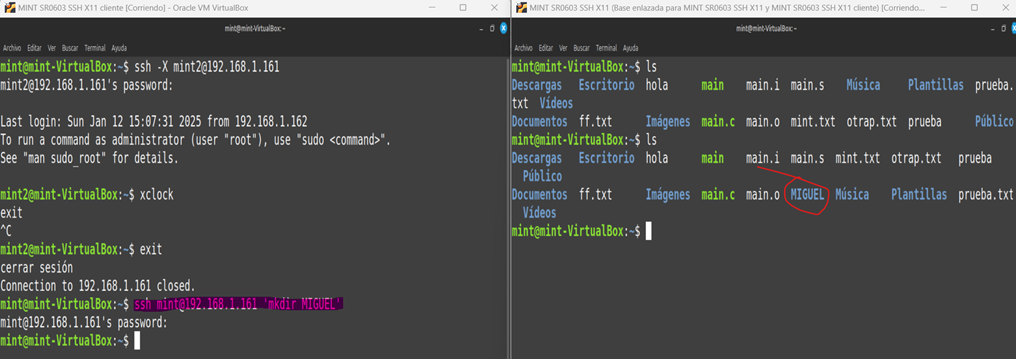 MINT SR0603 SSH X11 cliente [Corriendo] - Oracle VM VirtualBox
mint@mint-VirtualBox:~
Archivo Editar Ver Buscar Terminal Ayuda
mint@mint-VirtualBox:~$ ssh -X mint2@192.168.1.161
mint2@192.168.1.161's password:
Last login: Sun Jan 12 15:07:31 2025 from 192.168.1.162
To run a command as administrator (user "root"), use "sudo <command>".
See "man sudo_root" for details.
mint2@mint-VirtualBox:~$ xclock
exit
^C
mint2@mint-VirtualBox:~$ exit
cerrar sesión
Connection to 192.168.1.161 closed.
mint@mint-VirtualBox:~$ ssh mint@192.168.1.161 'mkdir MIGUEL'
mint@192.168.1.161's password:
mint@mint-VirtualBox:~$
MINT SR0603 SSH X11 (Base enlazada para MINT SR0603 SSH X11 y MINT SR0603 SSH X11 cliente) [Corriendo...
mint@mint-VirtualBox:~
Archivo Editar Ver Buscar Terminal Ayuda
mint@mint-VirtualBox:~$ ls
Descargas Escritorio hola main main.i main.s Música Plantillas prueba.
txt Vídeos
Documentos ff.txt Imágenes main.c main.o mint.txt otrap.txt prueba Público
mint@mint-VirtualBox:~$ ls
Descargas Escritorio hola main main.i main.s mint.txt otrap.txt prueba
Público
Documentos ff.txt Imágenes main.c main.o MIGUEL Música Plantillas prueba.txt
Vídeos
mint@mint-VirtualBox:~$